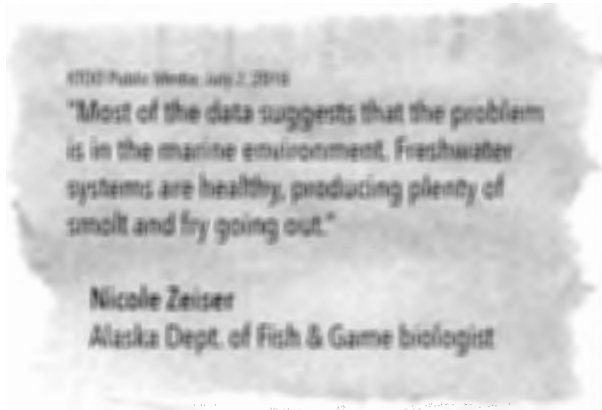 Public Media, July 2, 2018
"Most of the data suggests that the problem
is in the marine environment. Freshwater
systems are healthy, producing plenty of
smolt and fry going out."
Nicole Zeiser
Alaska Dept. of Fish & Game biologist